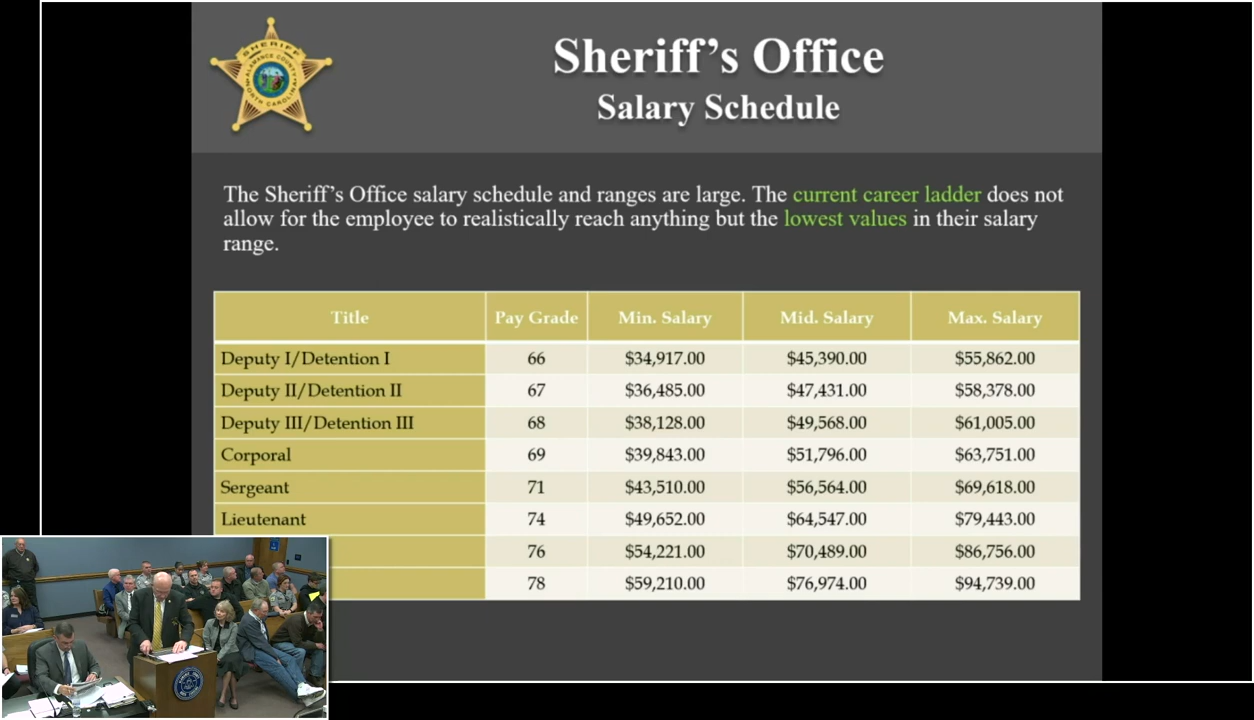 SHERIFF
ALAMANCE COUNTY
NORTH CAROLINA
Sheriff's Office
Salary Schedule
The Sheriff's Office salary schedule and ranges are large. The current career ladder does not
allow for the employee to realistically reach anything but the lowest values in their salary
range.
Title Pay Grade Min. Salary Mid. Salary Max. Salary
Deputy I/Detention I 66 $34,917.00 $45,390.00 $55,862.00
Deputy II/Detention II 67 $36,485.00 $47,431.00 $58,378.00
Deputy III/Detention III 68 $38,128.00 $49,568.00 $61,005.00
Corporal 69 $39,843.00 $51,796.00 $63,751.00
Sergeant 71 $43,510.00 $56,564.00 $69,618.00
Lieutenant 74 $49,652.00 $64,547.00 $79,443.00
76 $54,221.00 $70,489.00 $86,756.00
78 $59,210.00 $76,974.00 $94,739.00